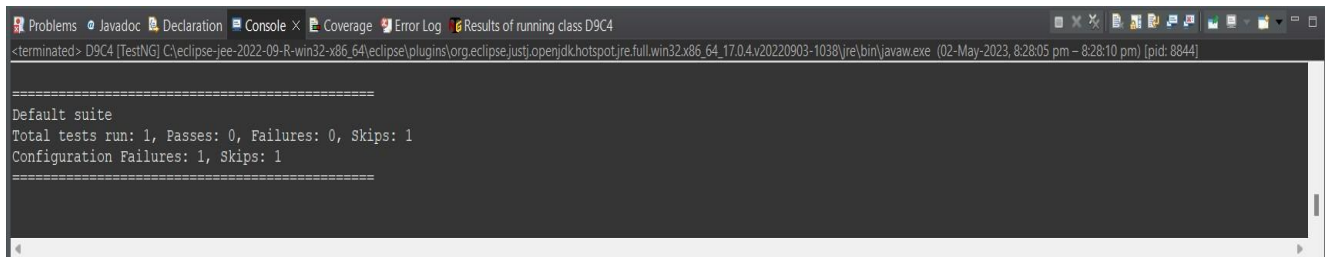 Problems Javadoc Declaration Console × Coverage Error Log Results of running class D9C4
<terminated> D9C4 [TestNG] C:\eclipse-jee-2022-09-R-win32-x86_64\eclipse\plugins\org.eclipse.justj.openjdk.hotspot.jre.full.win32.x86_64_17.0.4.v20220903-1038\jre\bin\javaw.exe (02-May-2023, 8:28:05 pm – 8:28:10 pm) [pid: 8844]
===============================================
Default suite
Total tests run: 1, Passes: 0, Failures: 0, Skips: 1
Configuration Failures: 1, Skips: 1
===============================================